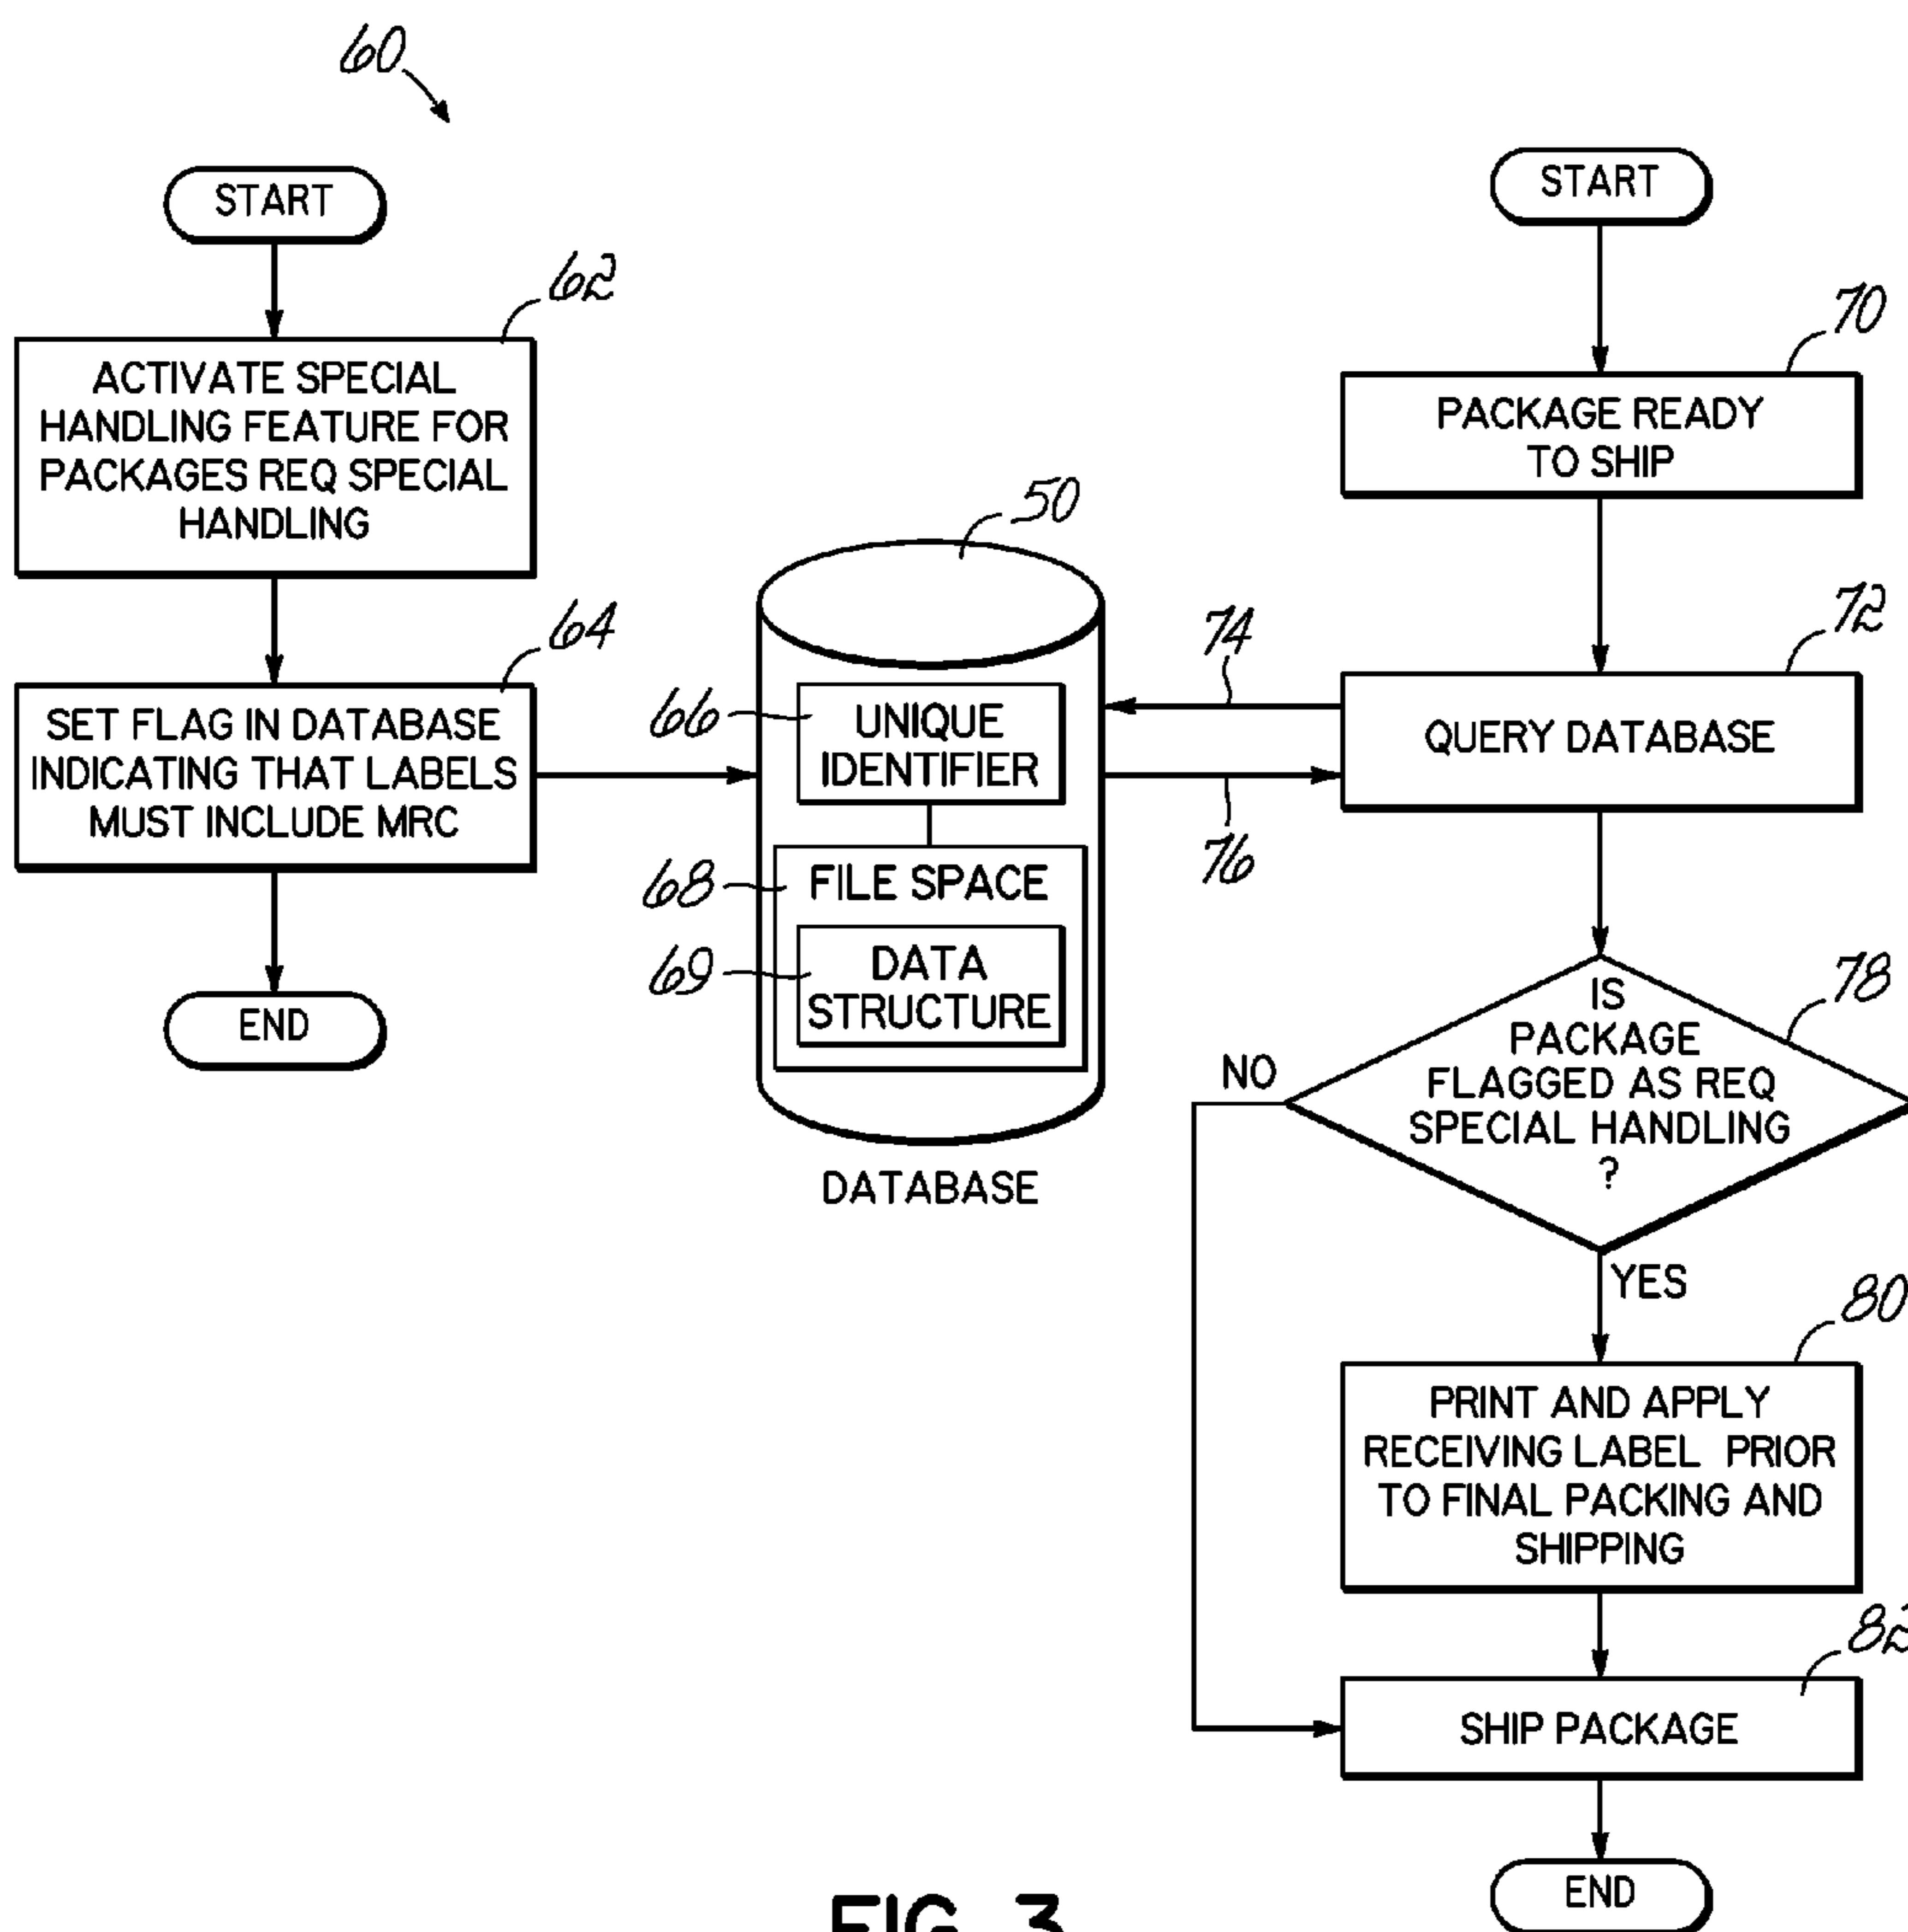 60
START
62
ACTIVATE SPECIAL
HANDLING FEATURE FOR
PACKAGES REQ SPECIAL
HANDLING
64
SET FLAG IN DATABASE
INDICATING THAT LABELS
MUST INCLUDE MRC
END
50
66
UNIQUE
IDENTIFIER
68
FILE SPACE
69
DATA
STRUCTURE
DATABASE
START
70
PACKAGE READY
TO SHIP
72
74
QUERY DATABASE
76
78
IS
PACKAGE
FLAGGED AS REQ
SPECIAL HANDLING
?
NO
YES
80
PRINT AND APPLY
RECEIVING LABEL PRIOR
TO FINAL PACKING AND
SHIPPING
82
SHIP PACKAGE
END
FIG. 3